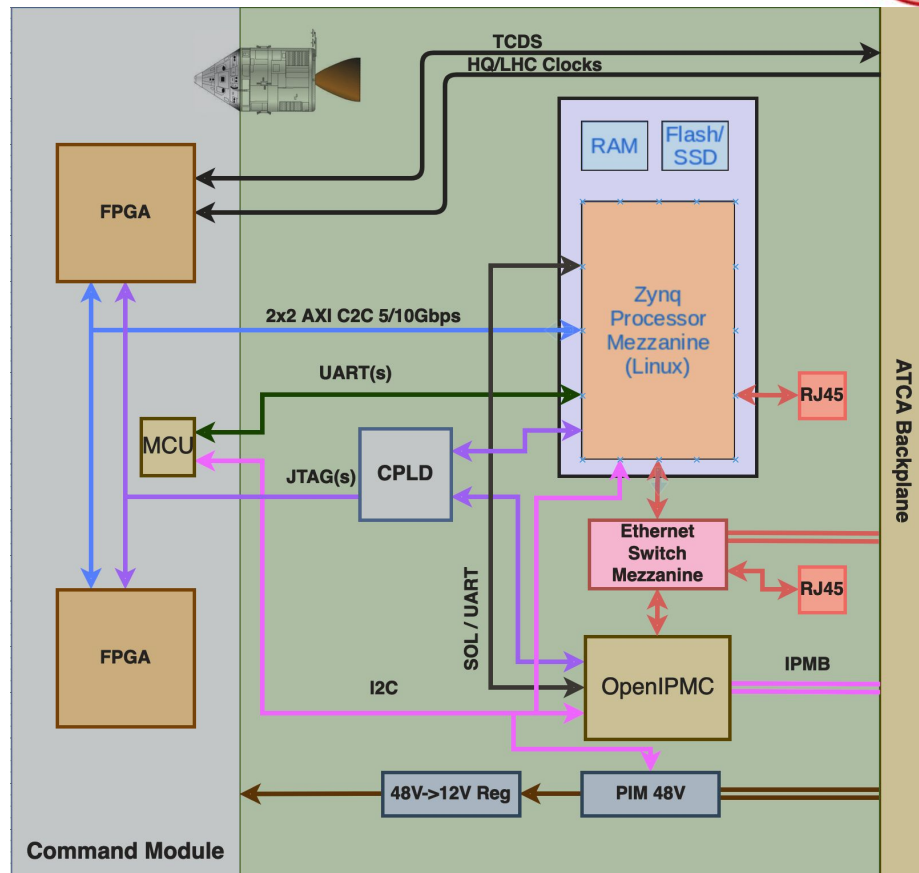 TCDS
HQ/LHC Clocks
RAM
Flash/
SSD
FPGA
Zynq
Processor
Mezzanine
(Linux)
2x2 AXI C2C 5/10Gbps
UART(s)
RJ45
ATCA Backplane
MCU
CPLD
JTAG(s)
Ethernet
Switch
Mezzanine
RJ45
SOL / UART
FPGA
OpenIPMC
IPMB
I2C
48V->12V Reg
PIM 48V
Command Module